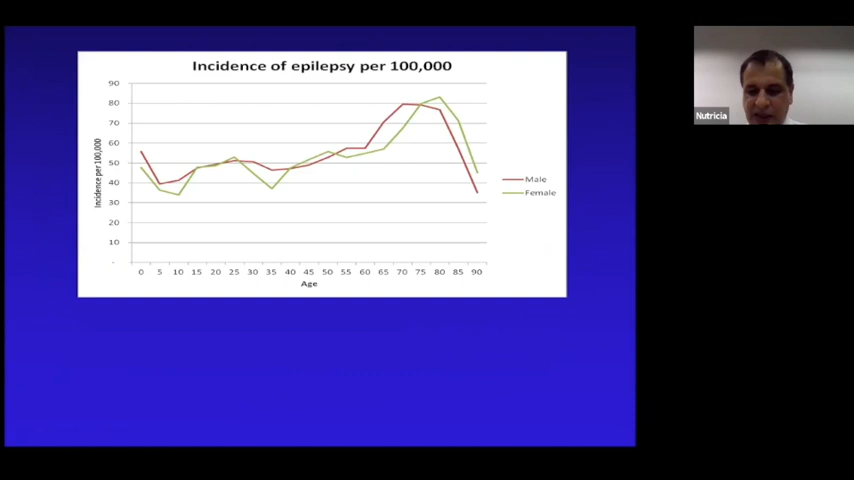 Incidence of epilepsy per 100,000
Incidence per 100,000
90
80
70
60
50
40
30
20
10
-
0 5 10 15 20 25 30 35 40 45 50 55 60 65 70 75 80 85 90
Age
Male
Female
Nutricia